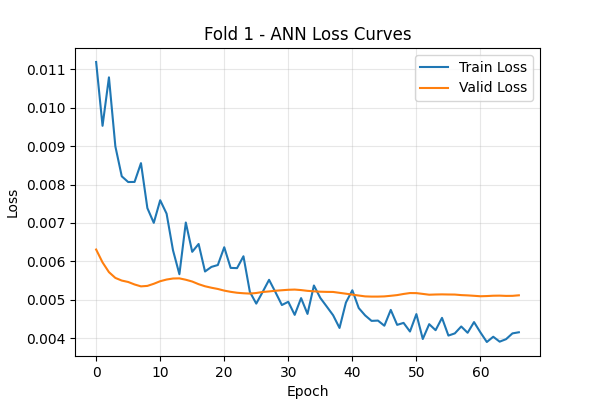 Fold 1 - ANN Loss Curves
Train Loss
Valid Loss
Loss
0.011
0.010
0.009
0.008
0.007
0.006
0.005
0.004
0 10 20 30 40 50 60
Epoch